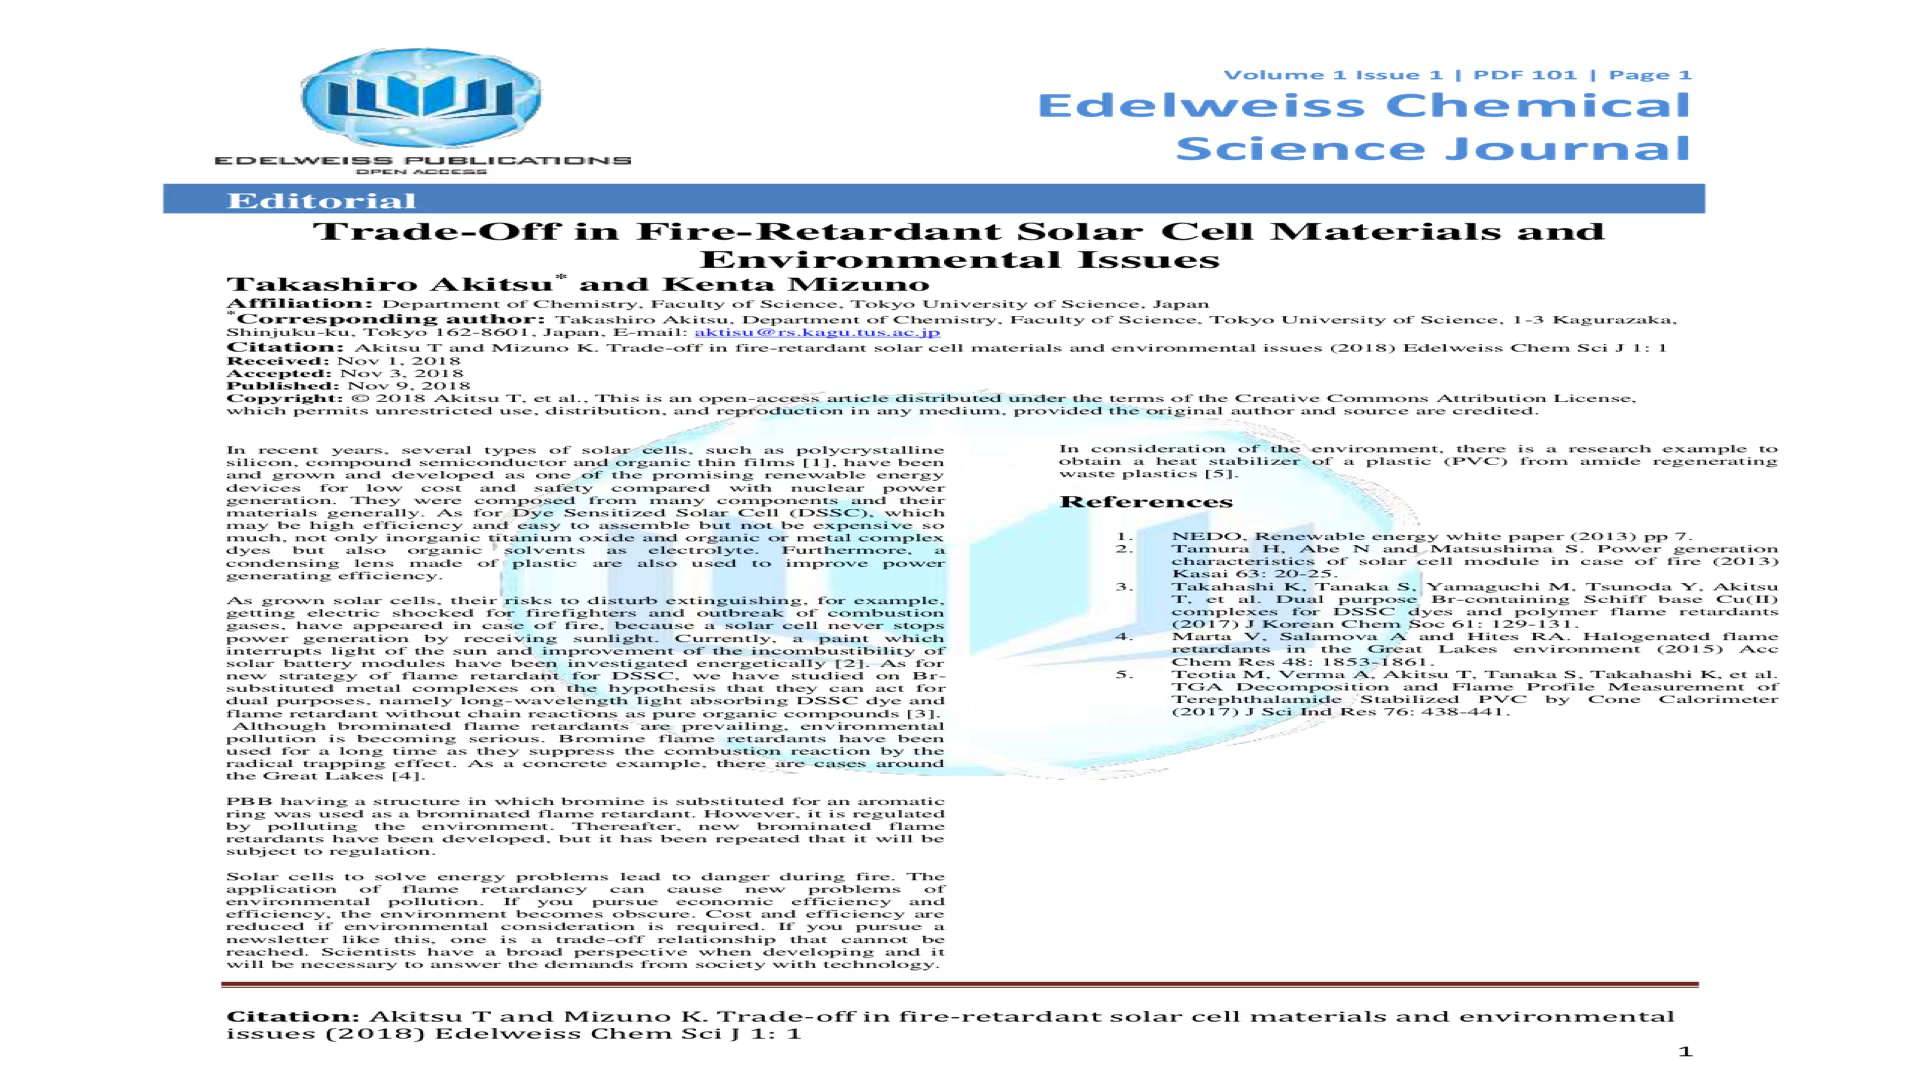 EDELWEISS PUBLICATIONS
OPEN ACCESS
Volume 1 Issue 1 | PDF 101 | Page 1
Edelweiss Chemical
Science Journal
Editorial
Trade-Off in Fire-Retardant Solar Cell Materials and
Environmental Issues
Takashiro Akitsu* and Kenta Mizuno
Affiliation: Department of Chemistry, Faculty of Science, Tokyo University of Science, Japan
*Corresponding author: Takashiro Akitsu, Department of Chemistry, Faculty of Science, Tokyo University of Science, 1-3 Kagurazaka,
Shinjuku-ku, Tokyo 162-8601, Japan, E-mail: aktisu@rs.kagu.tus.ac.jp
Citation: Akitsu T and Mizuno K. Trade-off in fire-retardant solar cell materials and environmental issues (2018) Edelweiss Chem Sci J 1: 1
Received: Nov 1, 2018
Accepted: Nov 3, 2018
Published: Nov 9, 2018
Copyright: © 2018 Akitsu T, et al., This is an open-access article distributed under the terms of the Creative Commons Attribution License,
which permits unrestricted use, distribution, and reproduction in any medium, provided the original author and source are credited.
In recent years, several types of solar cells, such as polycrystalline
silicon, compound semiconductor and organic thin films [1], have been
and grown and developed as one of the promising renewable energy
devices for low cost and safety compared with nuclear power
generation. They were composed from many components and their
materials generally. As for Dye Sensitized Solar Cell (DSSC), which
may be high efficiency and easy to assemble but not be expensive so
much, not only inorganic titanium oxide and organic or metal complex
dyes but also organic solvents as electrolyte. Furthermore, a
condensing lens made of plastic are also used to improve power
generating efficiency.
As grown solar cells, their risks to disturb extinguishing, for example,
getting electric shocked for firefighters and outbreak of combustion
gases, have appeared in case of fire, because a solar cell never stops
power generation by receiving sunlight. Currently, a paint which
interrupts light of the sun and improvement of the incombustibility of
solar battery modules have been investigated energetically [2]. As for
new strategy of flame retardant for DSSC, we have studied on Br-
substituted metal complexes on the hypothesis that they can act for
dual purposes, namely long-wavelength light absorbing DSSC dye and
flame retardant without chain reactions as pure organic compounds [3].
Although brominated flame retardants are prevailing, environmental
pollution is becoming serious. Bromine flame retardants have been
used for a long time as they suppress the combustion reaction by the
radical trapping effect. As a concrete example, there are cases around
the Great Lakes [4].
PBB having a structure in which bromine is substituted for an aromatic
ring was used as a brominated flame retardant. However, it is regulated
by polluting the environment. Thereafter, new brominated flame
retardants have been developed, but it has been repeated that it will be
subject to regulation.
Solar cells to solve energy problems lead to danger during fire. The
application of flame retardancy can cause new problems of
environmental pollution. If you pursue economic efficiency and
efficiency, the environment becomes obscure. Cost and efficiency are
reduced if environmental consideration is required. If you pursue a
newsletter like this, one is a trade-off relationship that cannot be
reached. Scientists have a broad perspective when developing and it
will be necessary to answer the demands from society with technology.
In consideration of the environment, there is a research example to
obtain a heat stabilizer of a plastic (PVC) from amide regenerating
waste plastics [5].
References
1. NEDO, Renewable energy white paper (2013) pp 7.
2. Tamura H, Abe N and Matsushima S. Power generation
characteristics of solar cell module in case of fire (2013)
Kasai 63: 20-25.
3. Takahashi K, Tanaka S, Yamaguchi M, Tsunoda Y, Akitsu
T, et al. Dual purpose Br-containing Schiff base Cu(II)
complexes for DSSC dyes and polymer flame retardants
(2017) J Korean Chem Soc 61: 129-131.
4. Marta V, Salamova A and Hites RA. Halogenated flame
retardants in the Great Lakes environment (2015) Acc
Chem Res 48: 1853-1861.
5. Teotia M, Verma A, Akitsu T, Tanaka S, Takahashi K, et al.
TGA Decomposition and Flame Profile Measurement of
Terephthalamide Stabilized PVC by Cone Calorimeter
(2017) J Sci Ind Res 76: 438-441.
Citation: Akitsu T and Mizuno K. Trade-off in fire-retardant solar cell materials and environmental
issues (2018) Edelweiss Chem Sci J 1: 1
1